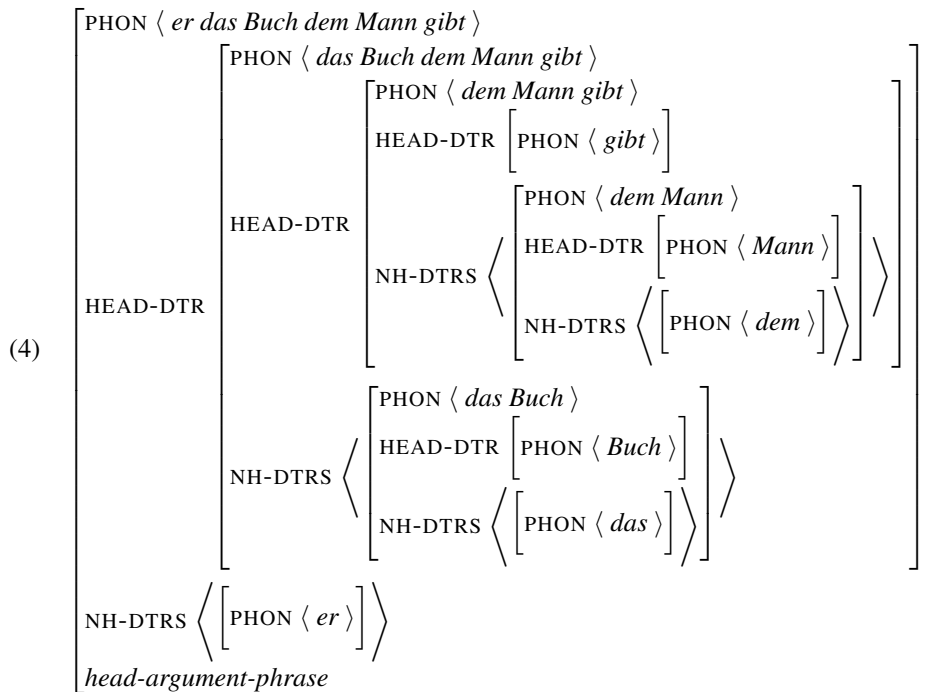 PHON ⟨ er das Buch dem Mann gibt ⟩
PHON ⟨ das Buch dem Mann gibt ⟩
PHON ⟨ dem Mann gibt ⟩
HEAD-DTR [PHON ⟨ gibt ⟩]
PHON ⟨ dem Mann ⟩
HEAD-DTR
HEAD-DTR [PHON ⟨ Mann ⟩]
NH-DTRS
HEAD-DTR
NH-DTRS ⟨[PHON ⟨ dem ⟩]⟩
(4)
PHON ⟨ das Buch ⟩
HEAD-DTR [PHON ⟨ Buch ⟩]
NH-DTRS
NH-DTRS ⟨[PHON ⟨ das ⟩]⟩
NH-DTRS ⟨[PHON ⟨ er ⟩]⟩
head-argument-phrase